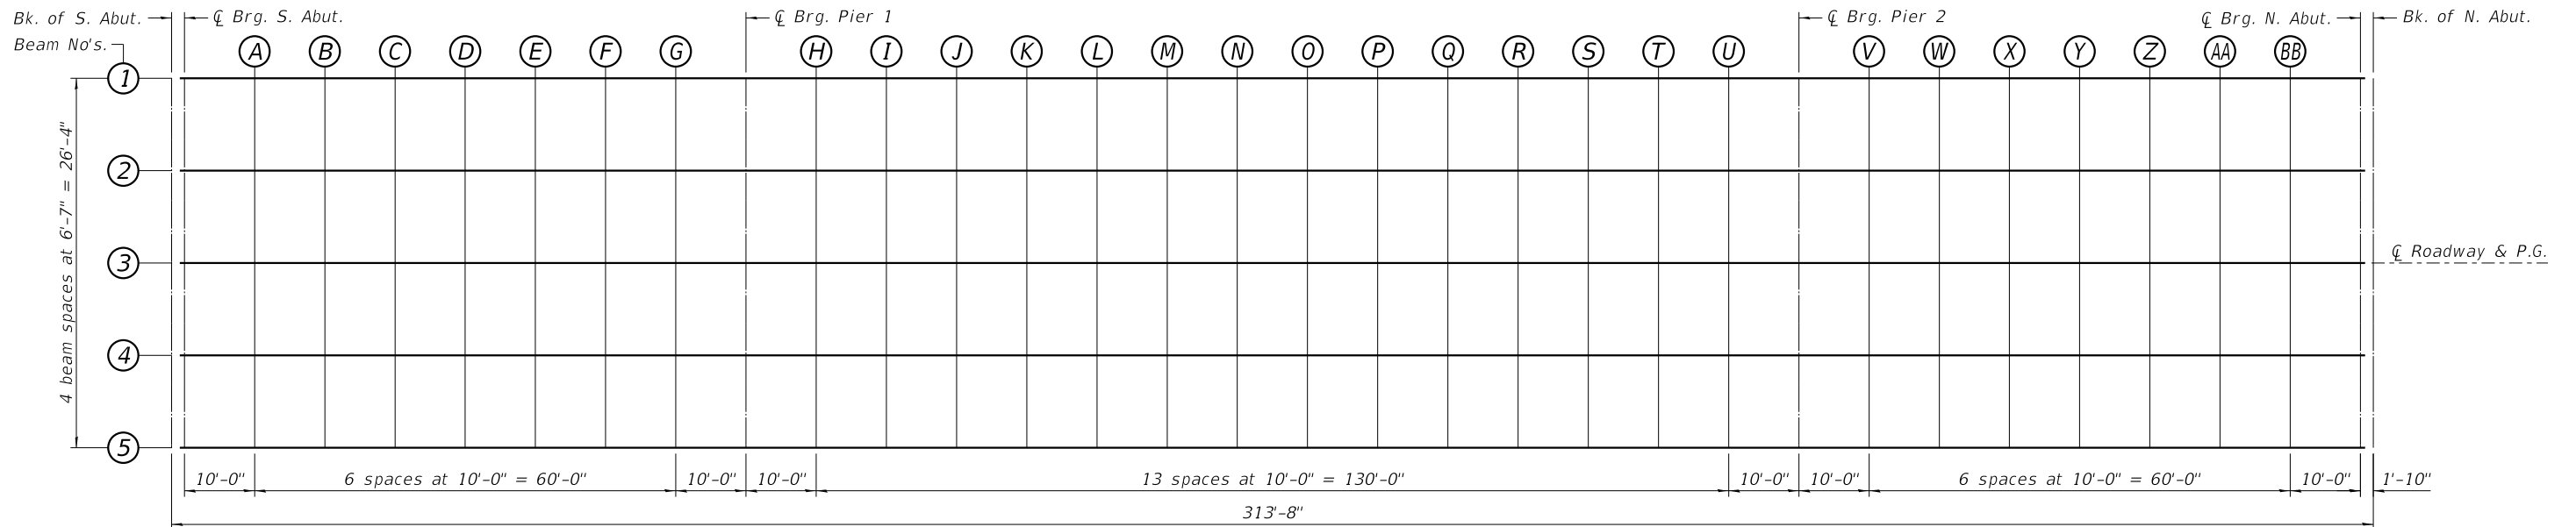 Bk. of S. Abut.
℄ Brg. S. Abut.
℄ Brg. Pier 1
℄ Brg. Pier 2
℄ Brg. N. Abut.
Bk. of N. Abut.
Beam No's.
A B C D E F G H I J K L M N O P Q R S T U V W X Y Z AA BB
1
2
3
4
5
4 beam spaces at 6'-7" = 26'-4"
℄ Roadway & P.G.
10'-0" 6 spaces at 10'-0" = 60'-0" 10'-0" 10'-0" 13 spaces at 10'-0" = 130'-0" 10'-0" 10'-0" 6 spaces at 10'-0" = 60'-0" 10'-0" 1'-10"
313'-8"